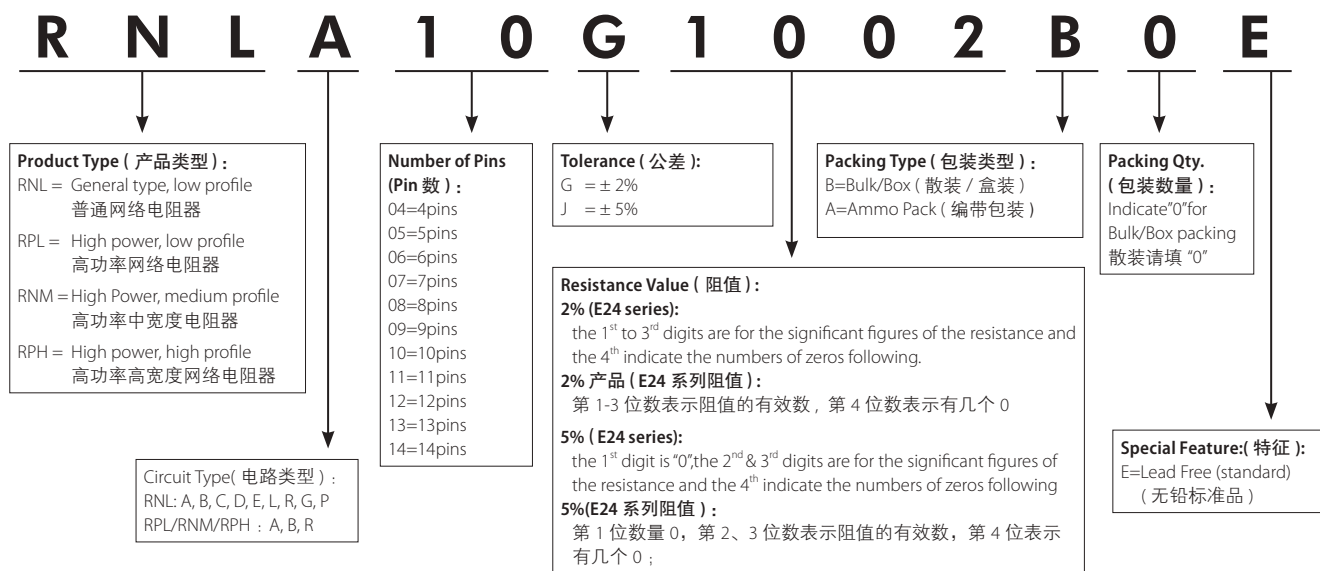 R N L A 1 0 G 1 0 0 2 B 0 E
Product Type ( 产品类型 ) :
RNL = General type, low profile
普通网络电阻器
RPL = High power, low profile
高功率网络电阻器
RNM = High Power, medium profile
高功率中宽度电阻器
RPH = High power, high profile
高功率高宽度网络电阻器
Circuit Type( 电路类型 ) :
RNL: A, B, C, D, E, L, R, G, P
RPL/RNM/RPH : A, B, R
Number of Pins
(Pin 数 ) :
04=4pins
05=5pins
06=6pins
07=7pins
08=8pins
09=9pins
10=10pins
11=11pins
12=12pins
13=13pins
14=14pins
Tolerance ( 公差 ):
G = ± 2%
J = ± 5%
Resistance Value ( 阻值 ) :
2% (E24 series):
the 1st to 3rd digits are for the significant figures of the resistance and
the 4th indicate the numbers of zeros following.
2% 产品 ( E24 系列阻值 ) :
第 1-3 位数表示阻值的有效数 , 第 4 位数表示有几个 0
5% ( E24 series):
the 1st digit is "0",the 2nd & 3rd digits are for the significant figures of
the resistance and the 4th indicate the numbers of zeros following
5%(E24 系列阻值 ) :
第 1 位数量 0，第 2、3 位数表示阻值的有效数，第 4 位表示
有几个 0 ;
Packing Type ( 包装类型 ) :
B=Bulk/Box ( 散装 / 盒装 )
A=Ammo Pack ( 编带包装 )
Packing Qty.
( 包装数量 ) :
Indicate"0"for
Bulk/Box packing
散装请填 "0"
Special Feature:( 特征 ):
E=Lead Free (standard)
( 无铅标准品 )